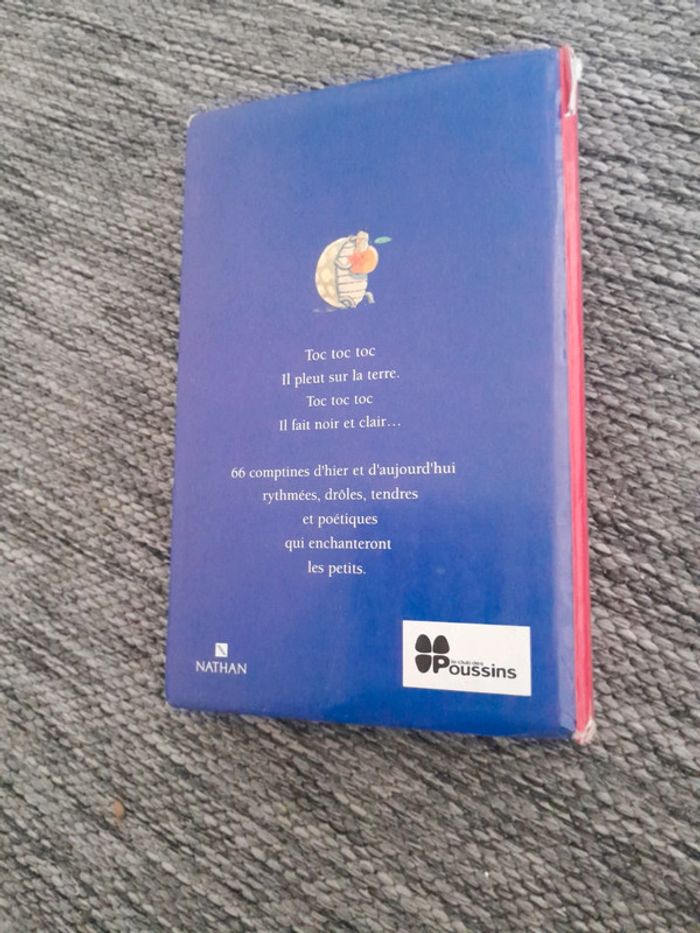 Toc toc toc
Il pleut sur la terre.
Toc toc toc
Il fait noir et clair...
66 comptines d'hier et d'aujourd'hui
rythmées, drôles, tendres
et poétiques
qui enchanteront
les petits.
NATHAN
le club des
Poussins